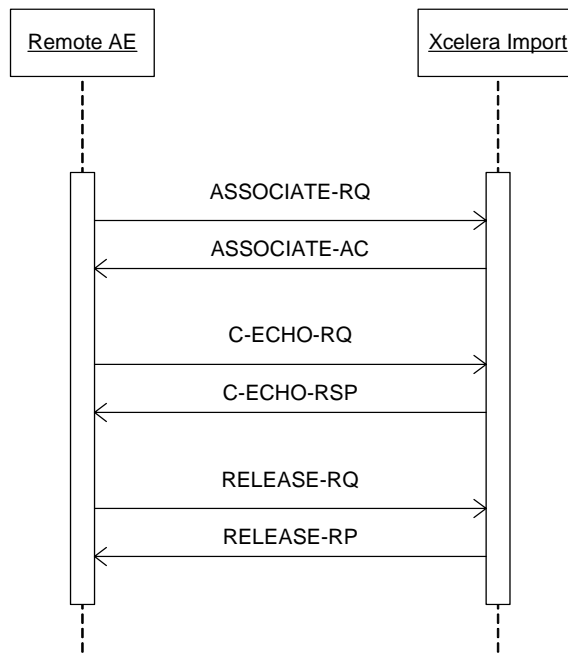 Remote AE
Xcelera Import
ASSOCIATE-RQ
ASSOCIATE-AC
C-ECHO-RQ
C-ECHO-RSP
RELEASE-RQ
RELEASE-RP